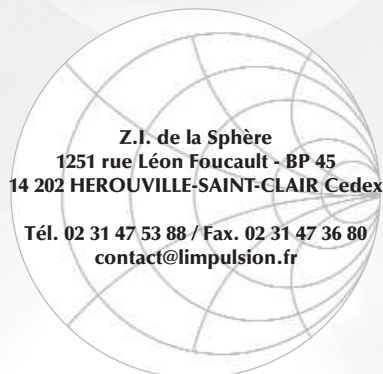 Z.I. de la Sphère
1251 rue Léon Foucault - BP 45
14 202 HEROUVILLE-SAINT-CLAIR Cedex
Tél. 02 31 47 53 88 / Fax. 02 31 47 36 80
contact@limpulsion.fr